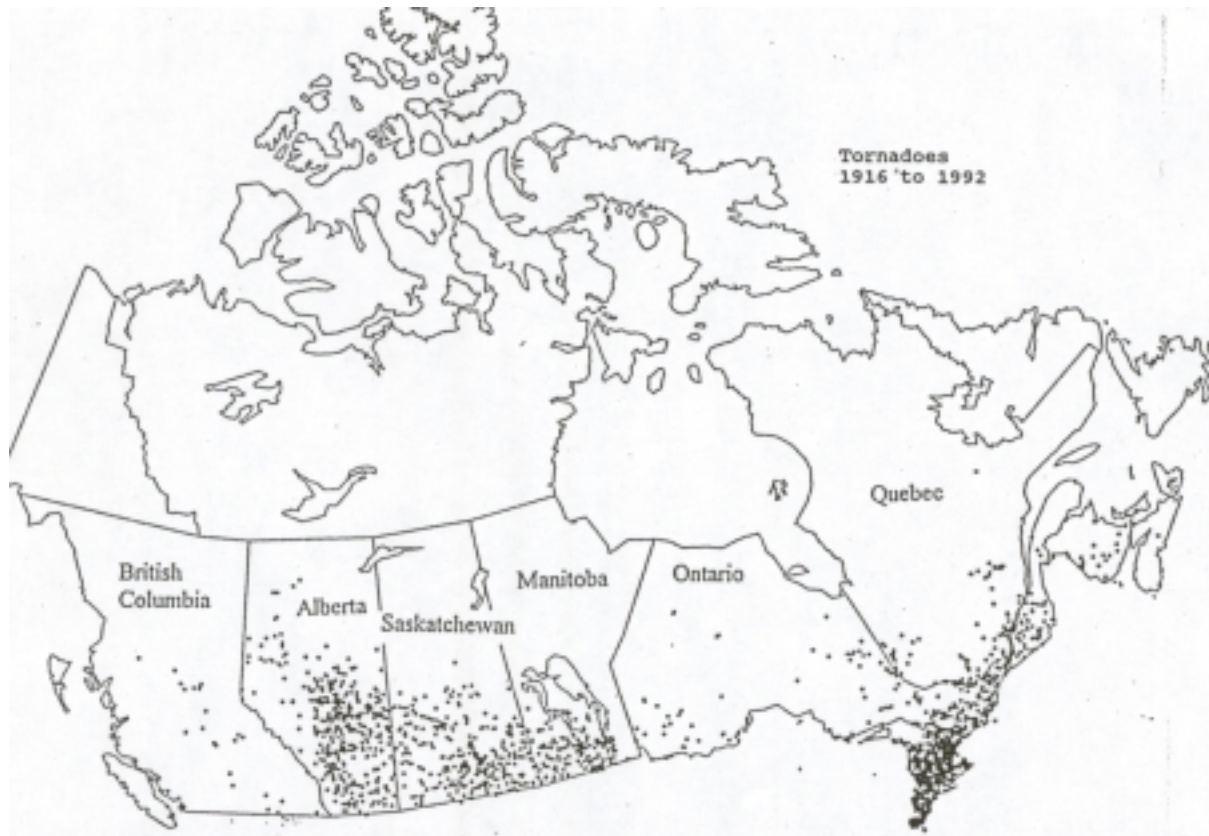 Tornadoes
1916 to 1992
Quebec
British
Columbia
Alberta
Saskatchewan
Manitoba
Ontario